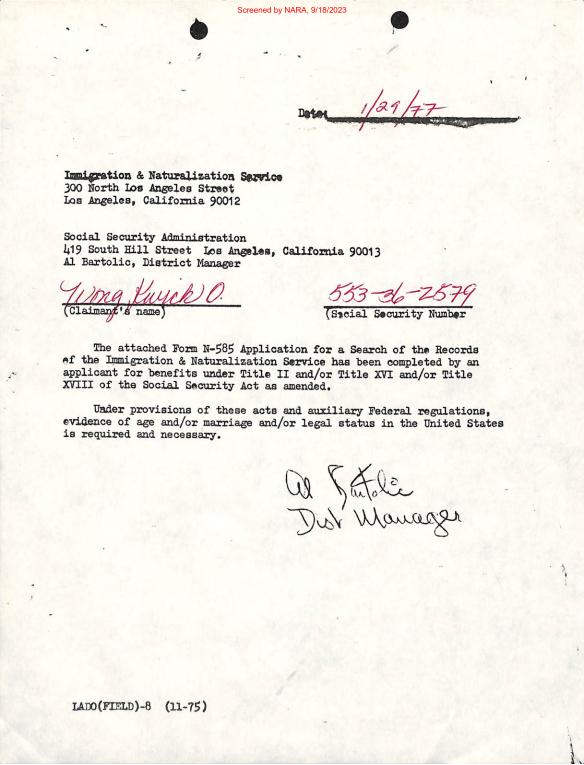 Screened by NARA, 9/18/2023
Date: 1/29/77
Immigration & Naturalization Service
300 North Los Angeles Street
Los Angeles, California 90012
Social Security Administration
419 South Hill Street Los Angeles, California 90013
Al Bartolic, District Manager
Wong Kwick O. 553-36-2579
(Claimant's name) (Social Security Number
The attached Form N-585 Application for a Search of the Records
of the Immigration & Naturalization Service has been completed by an
applicant for benefits under Title II and/or Title XVI and/or Title
XVIII of the Social Security Act as amended.
Under provisions of these acts and auxiliary Federal regulations,
evidence of age and/or marriage and/or legal status in the United States
is required and necessary.
Al Bartolic
Dist Manager
LADO(FIELD)-8 (11-75)